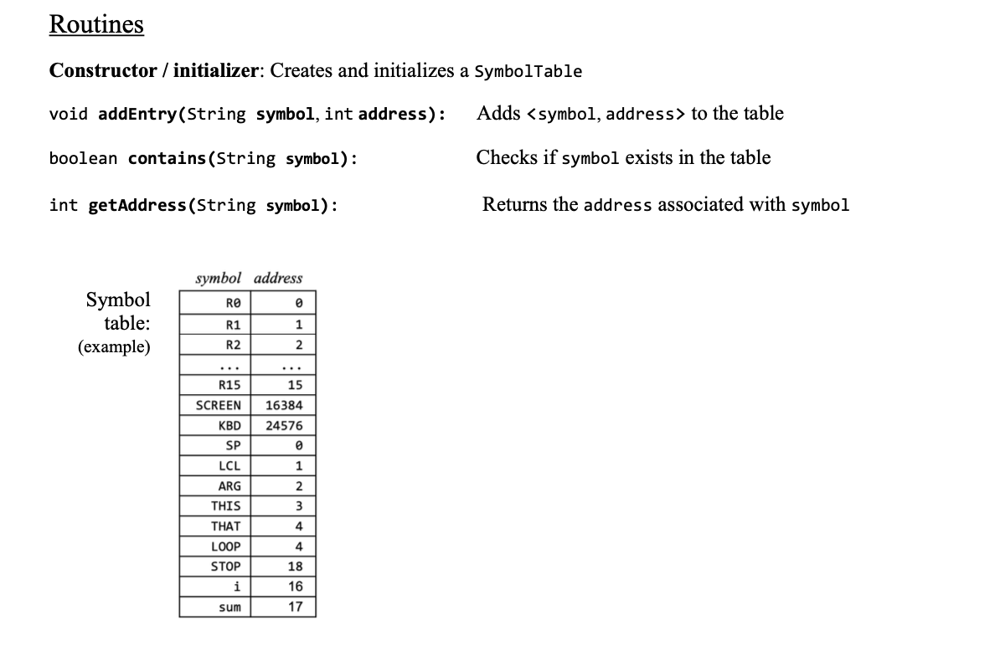 Routines
Constructor / initializer: Creates and initializes a SymbolTable
void addEntry(String symbol, int address): Adds <symbol, address> to the table
boolean contains(String symbol): Checks if symbol exists in the table
int getAddress(String symbol): Returns the address associated with symbol
symbol address
Symbol
table:
(example)
R0 0
R1 1
R2 2
... ...
R15 15
SCREEN 16384
KBD 24576
SP 0
LCL 1
ARG 2
THIS 3
THAT 4
LOOP 4
STOP 18
i 16
sum 17